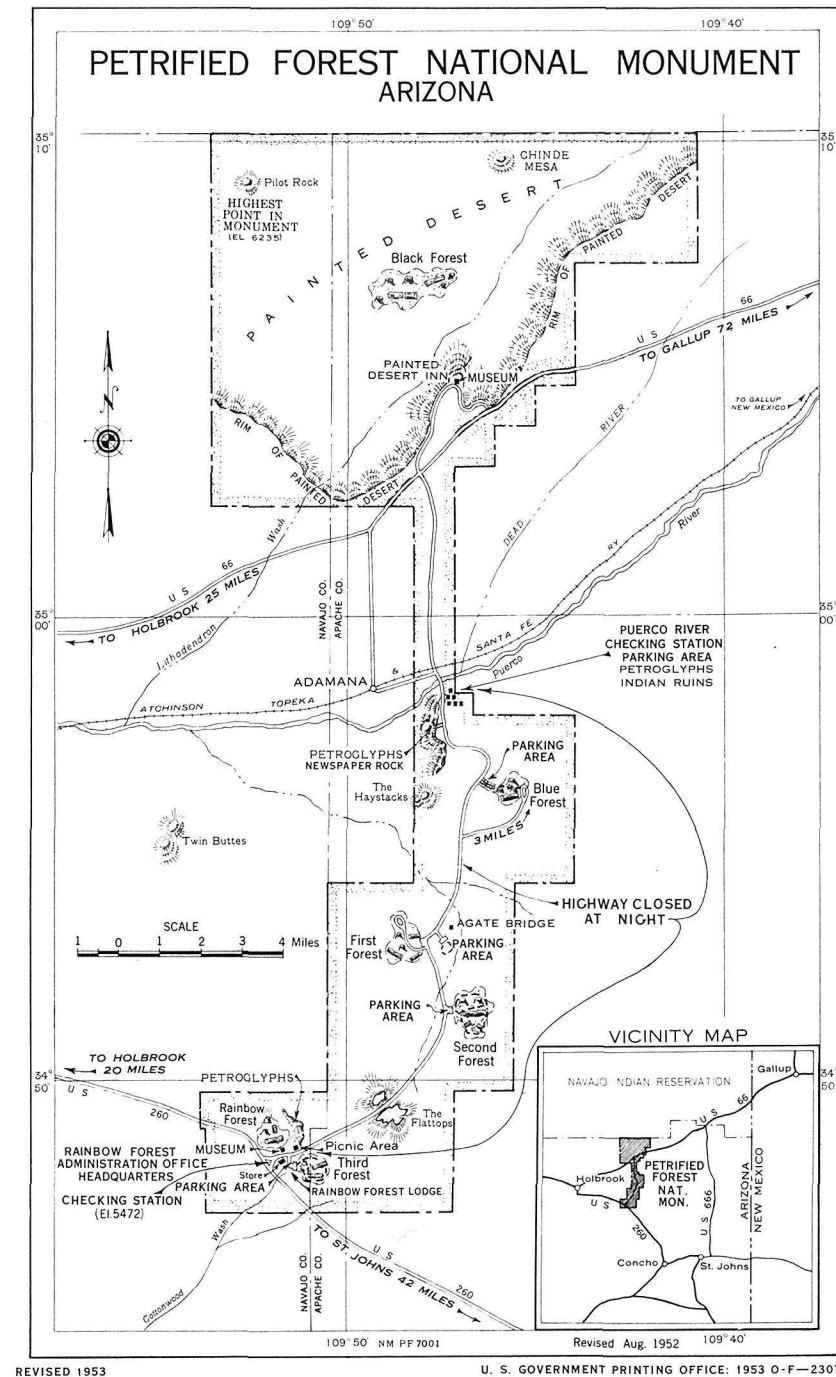 109° 50'
109° 40'
PETRIFIED FOREST NATIONAL MONUMENT
ARIZONA
35°
10'
35°
10'
CHINDE
MESA
Pilot Rock
HIGHEST
POINT IN
MONUMENT
(EL 6235)
PAINTED DESERT
RIM OF PAINTED DESERT
Black Forest
U S 66
TO GALLUP 72 MILES
PAINTED
DESERT INN
MUSEUM
N
TO GALLUP
NEW MEXICO
RIM OF PAINTED DESERT
DEAD RIVER
Lithodendron Wash
U S 66
TO HOLBROOK 25 MILES
NAVAJO CO.
APACHE CO.
35°
00'
35°
00'
ATCHINSON TOPEKA & SANTA FE RY
Puerco River
PUERCO RIVER
CHECKING STATION
PARKING AREA
PETROGLYPHS
INDIAN RUINS
ADAMANA
PETROGLYPHS
NEWSPAPER ROCK
PARKING
AREA
The
Haystacks
Blue
Forest
3 MILES
Twin Buttes
HIGHWAY CLOSED
AT NIGHT
AGATE BRIDGE
SCALE
1 0 1 2 3 4 Miles
First
Forest
PARKING
AREA
PARKING
AREA
Second
Forest
TO HOLBROOK
20 MILES
U S 260
34°
50'
34°
50'
PETROGLYPHS
Rainbow
Forest
The
Flattops
MUSEUM
Picnic Area
RAINBOW FOREST
ADMINISTRATION OFFICE
HEADQUARTERS
Third
Forest
Store
PARKING AREA
RAINBOW FOREST LODGE
CHECKING STATION
(El.5472)
Cottonwood Wash
NAVAJO CO.
APACHE CO.
TO ST. JOHNS 42 MILES
U S 260
VICINITY MAP
Gallup
NAVAJO INDIAN RESERVATION
U S 66
Holbrook
PETRIFIED
FOREST
NAT.
MON.
ARIZONA
NEW MEXICO
U S 666
U S 260
Concho
St. Johns
109° 50'
NM PF 7001
Revised Aug. 1952
109° 40'
REVISED 1953
U. S. GOVERNMENT PRINTING OFFICE: 1953 O-F—2307